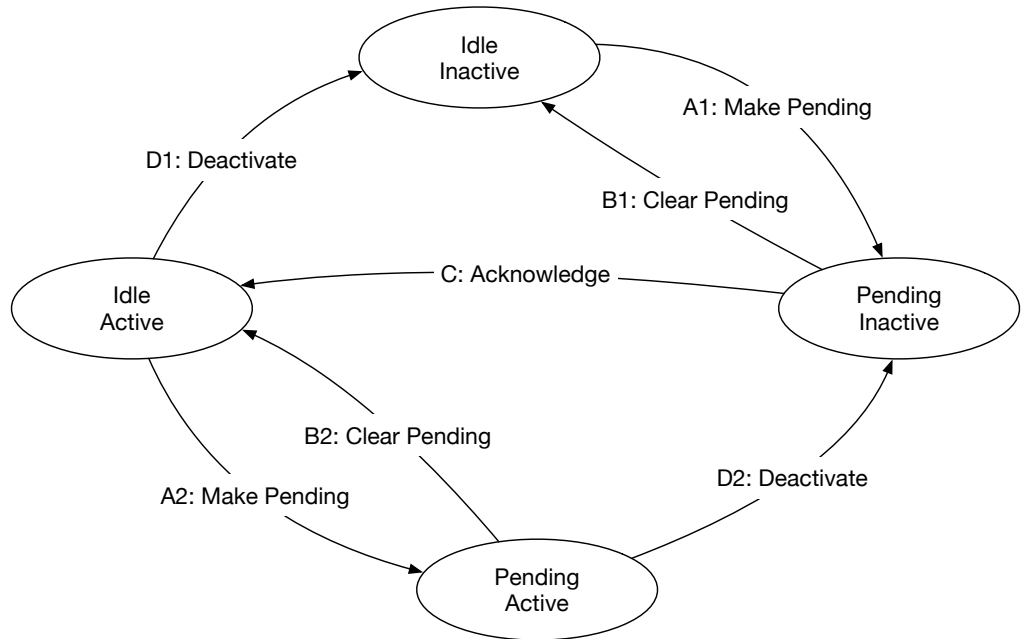 Idle
Inactive
A1: Make Pending
D1: Deactivate
B1: Clear Pending
C: Acknowledge
Idle
Active
Pending
Inactive
B2: Clear Pending
D2: Deactivate
A2: Make Pending
Pending
Active